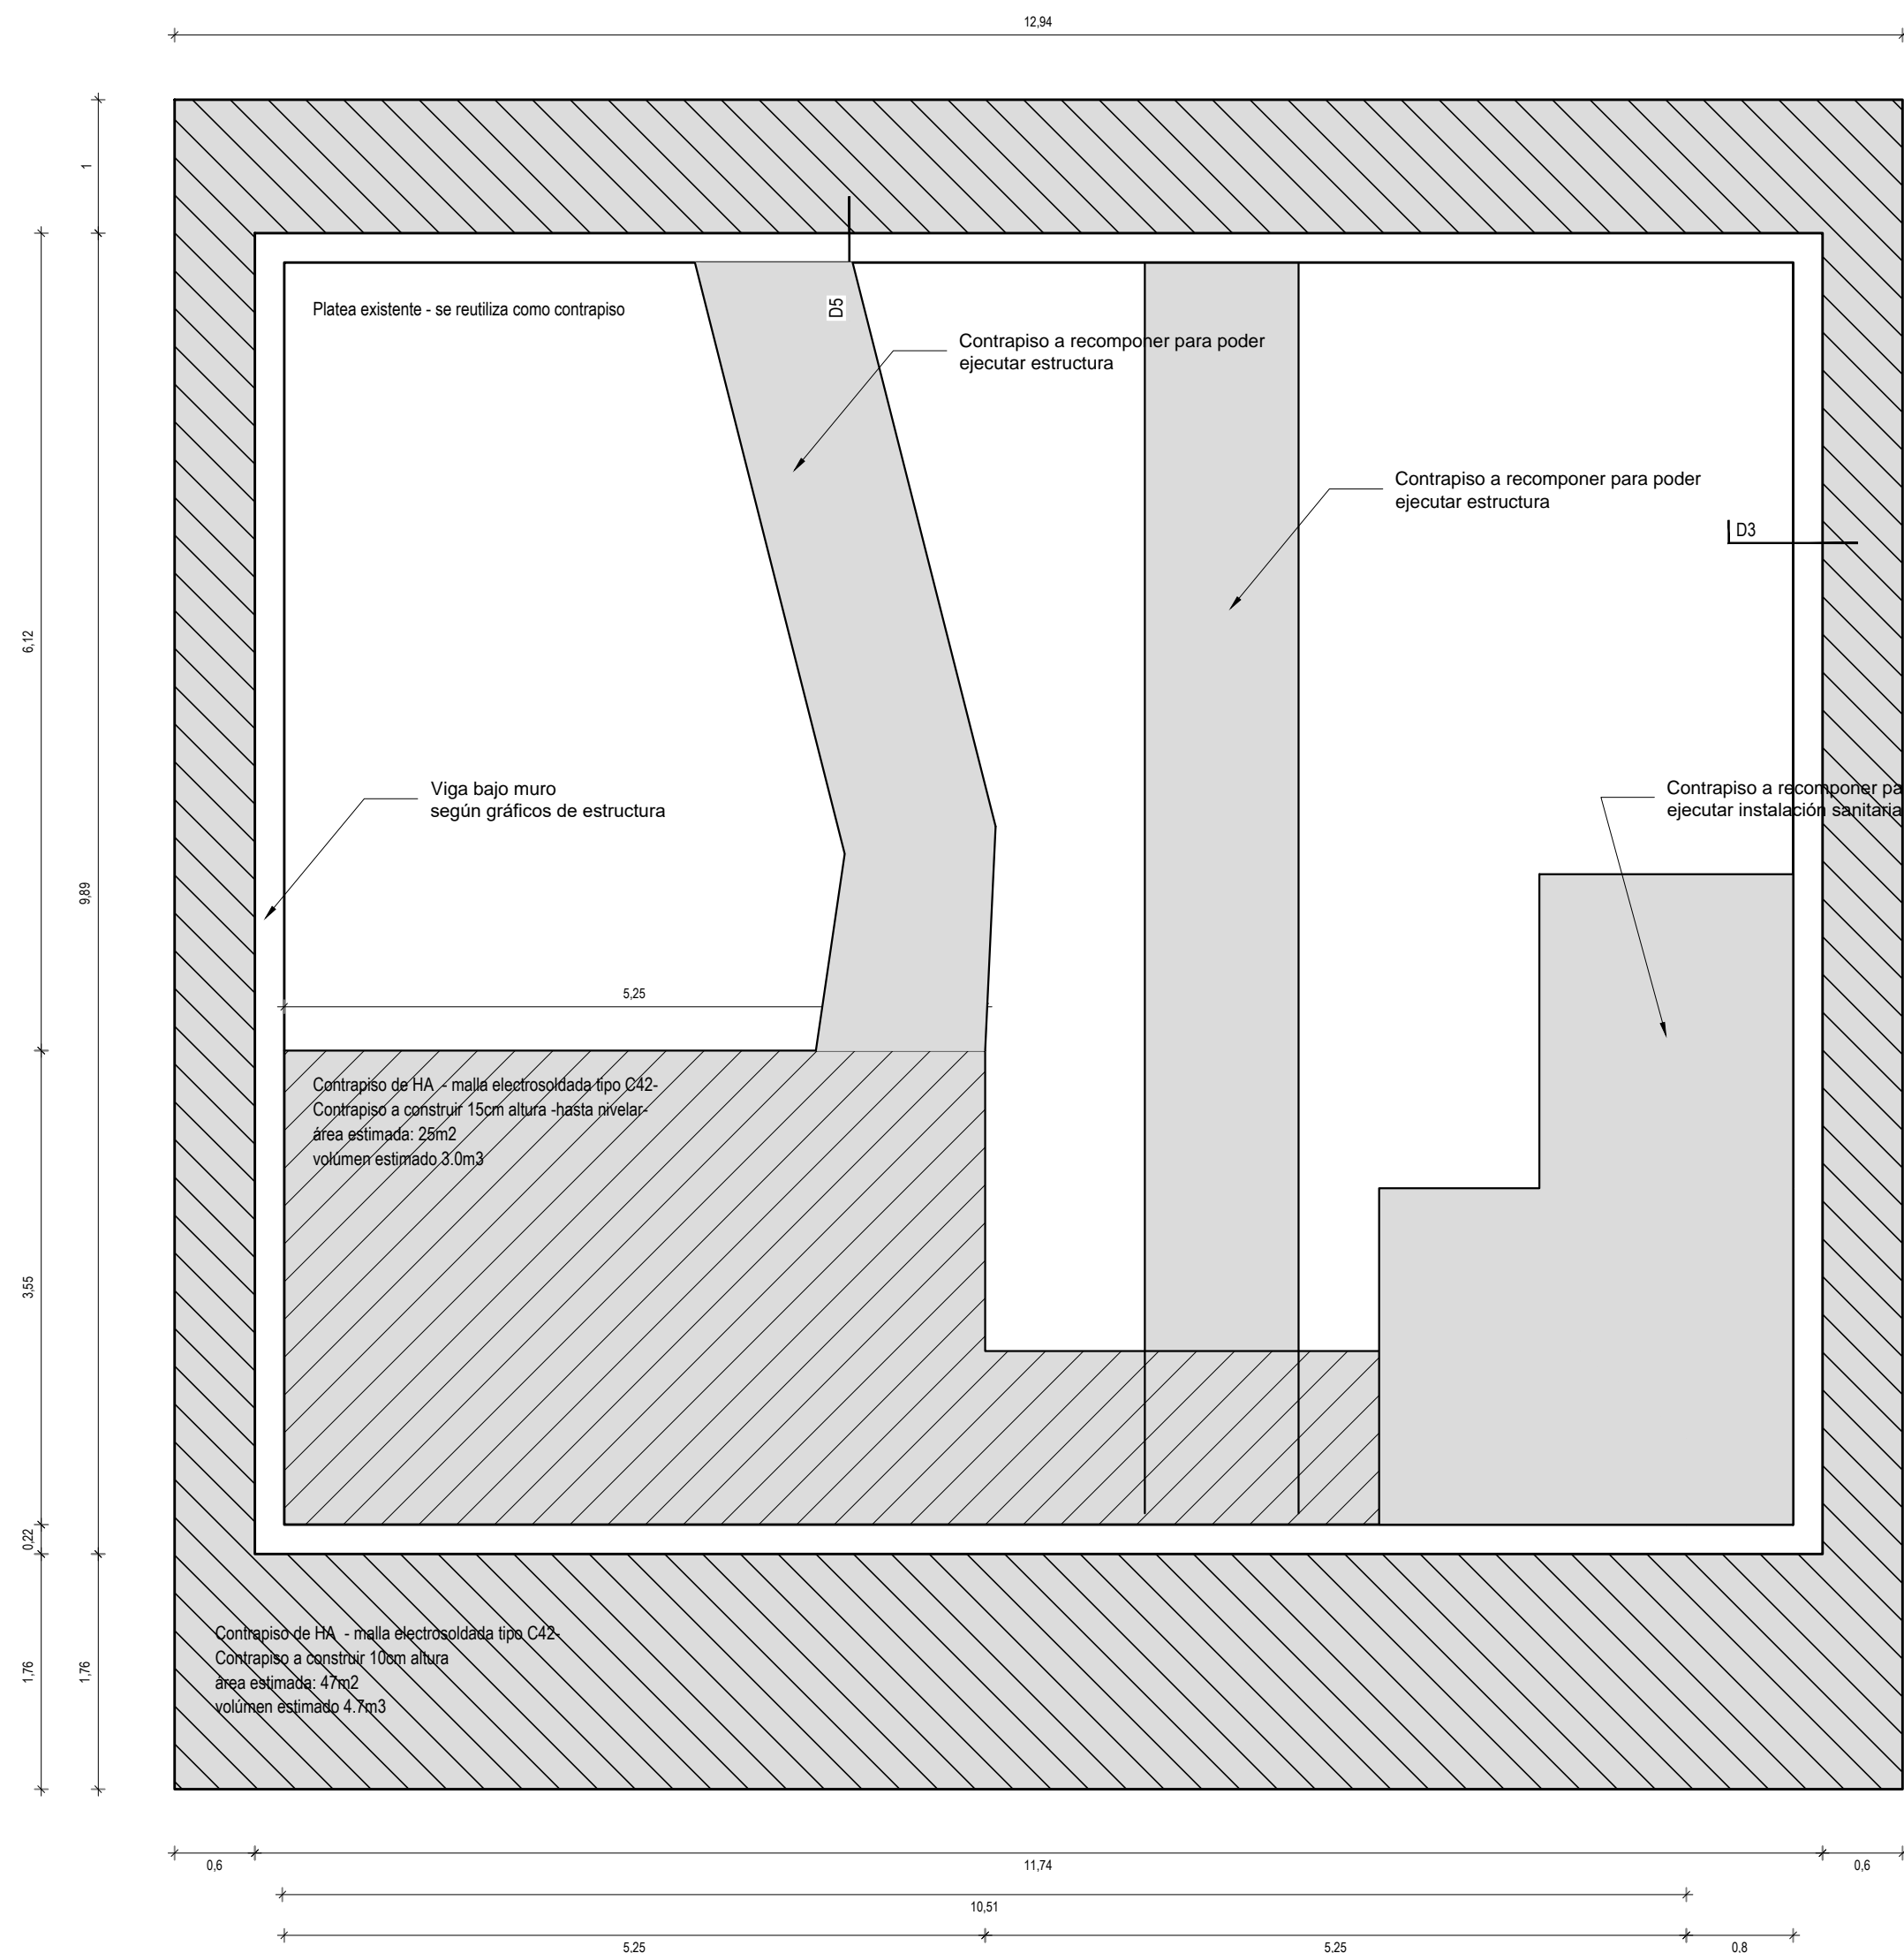 12,94
1
Platea existente - se reutiliza como contrapiso
D5
Contrapiso a recomponer para poder
ejecutar estructura
Contrapiso a recomponer para poder
ejecutar estructura
D3
6,12
Viga bajo muro
según gráficos de estructura
Contrapiso a recomponer pa
ejecutar instalación sanitaria
9,89
5,25
Contrapiso de HA - malla electrosoldada tipo C42-
Contrapiso a construir 15cm altura -hasta nivelar-
área estimada: 25m2
volúmen estimado 3.0m3
3,55
0,22
Contrapiso de HA - malla electrosoldada tipo C42-
Contrapiso a construir 10cm altura
área estimada: 47m2
volúmen estimado 4.7m3
1,76
1,76
0,6
11,74
0,6
10,51
5,25
5,25
0,8